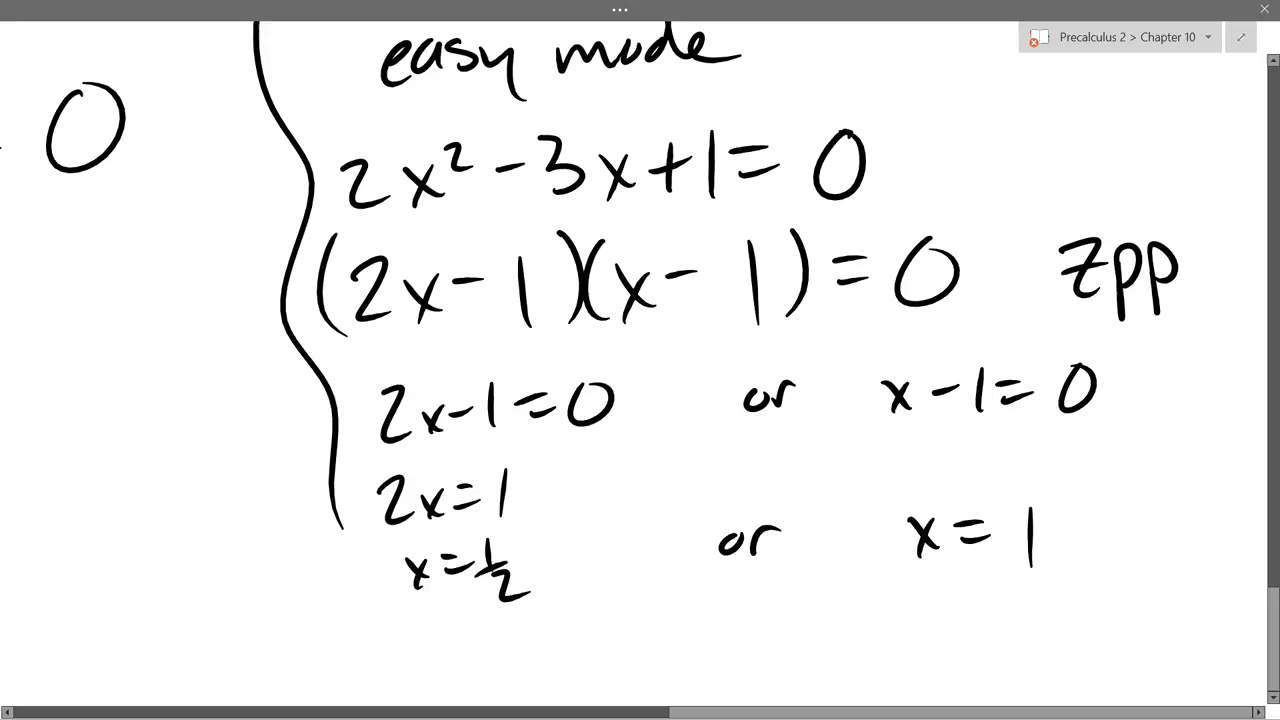 Precalculus 2 > Chapter 10
easy mode
0
2x² - 3x + 1 = 0
(2x - 1)(x - 1) = 0 zpp
2x - 1 = 0 or x - 1 = 0
2x = 1
x = 1/2 or x = 1